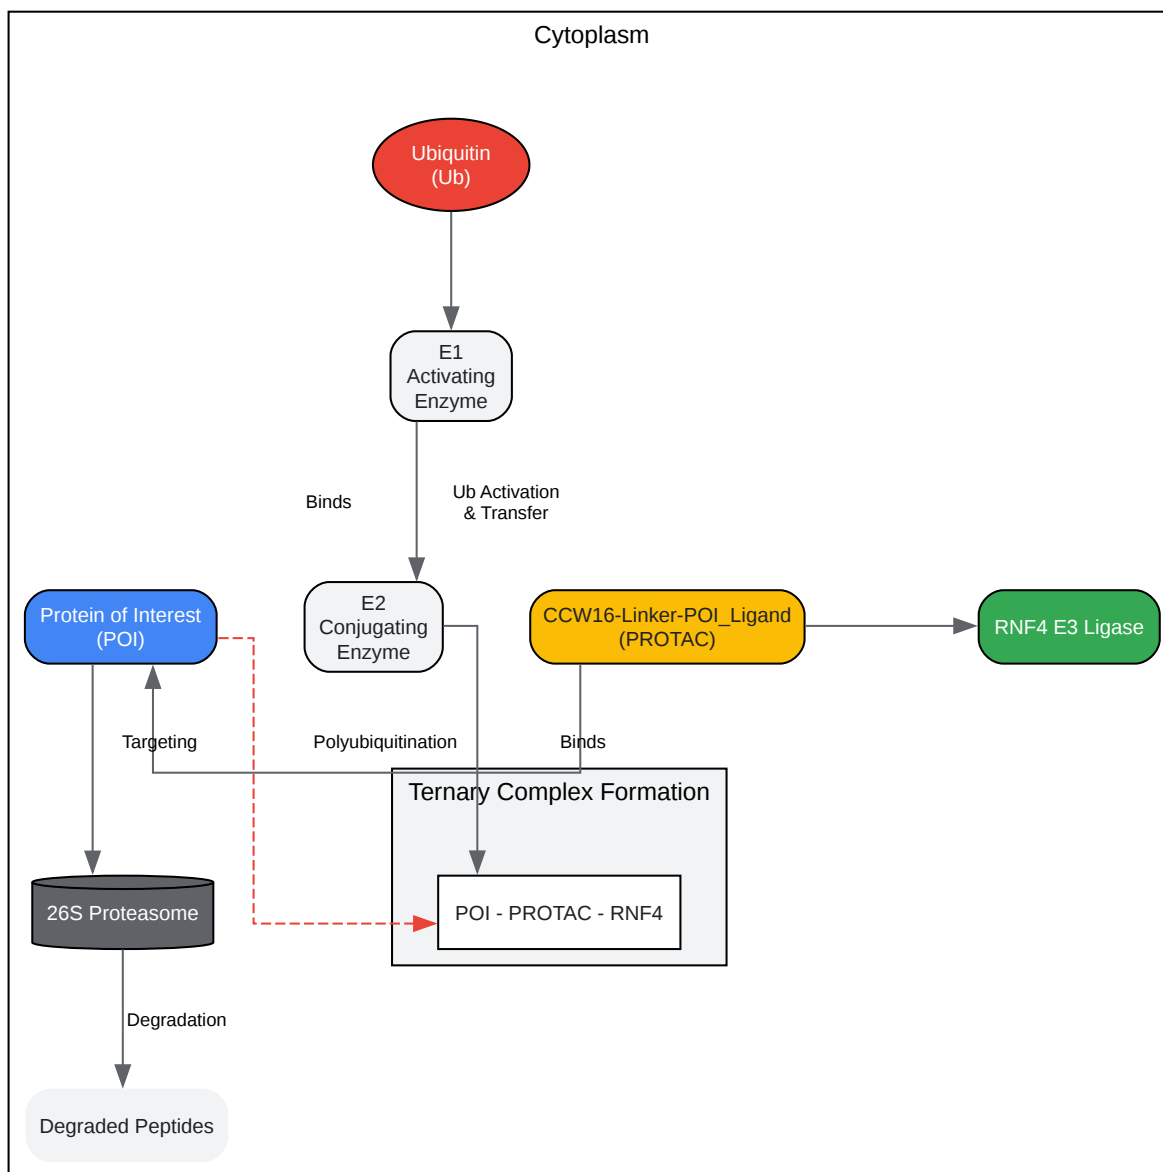 Cytoplasm
Ubiquitin
(Ub)
E1
Activating
Enzyme
Binds
Ub Activation
& Transfer
Protein of Interest
(POI)
E2
Conjugating
Enzyme
CCW16-Linker-POI_Ligand
(PROTAC)
RNF4 E3 Ligase
Targeting
Polyubiquitination
Binds
Ternary Complex Formation
26S Proteasome
POI - PROTAC - RNF4
Degradation
Degraded Peptides